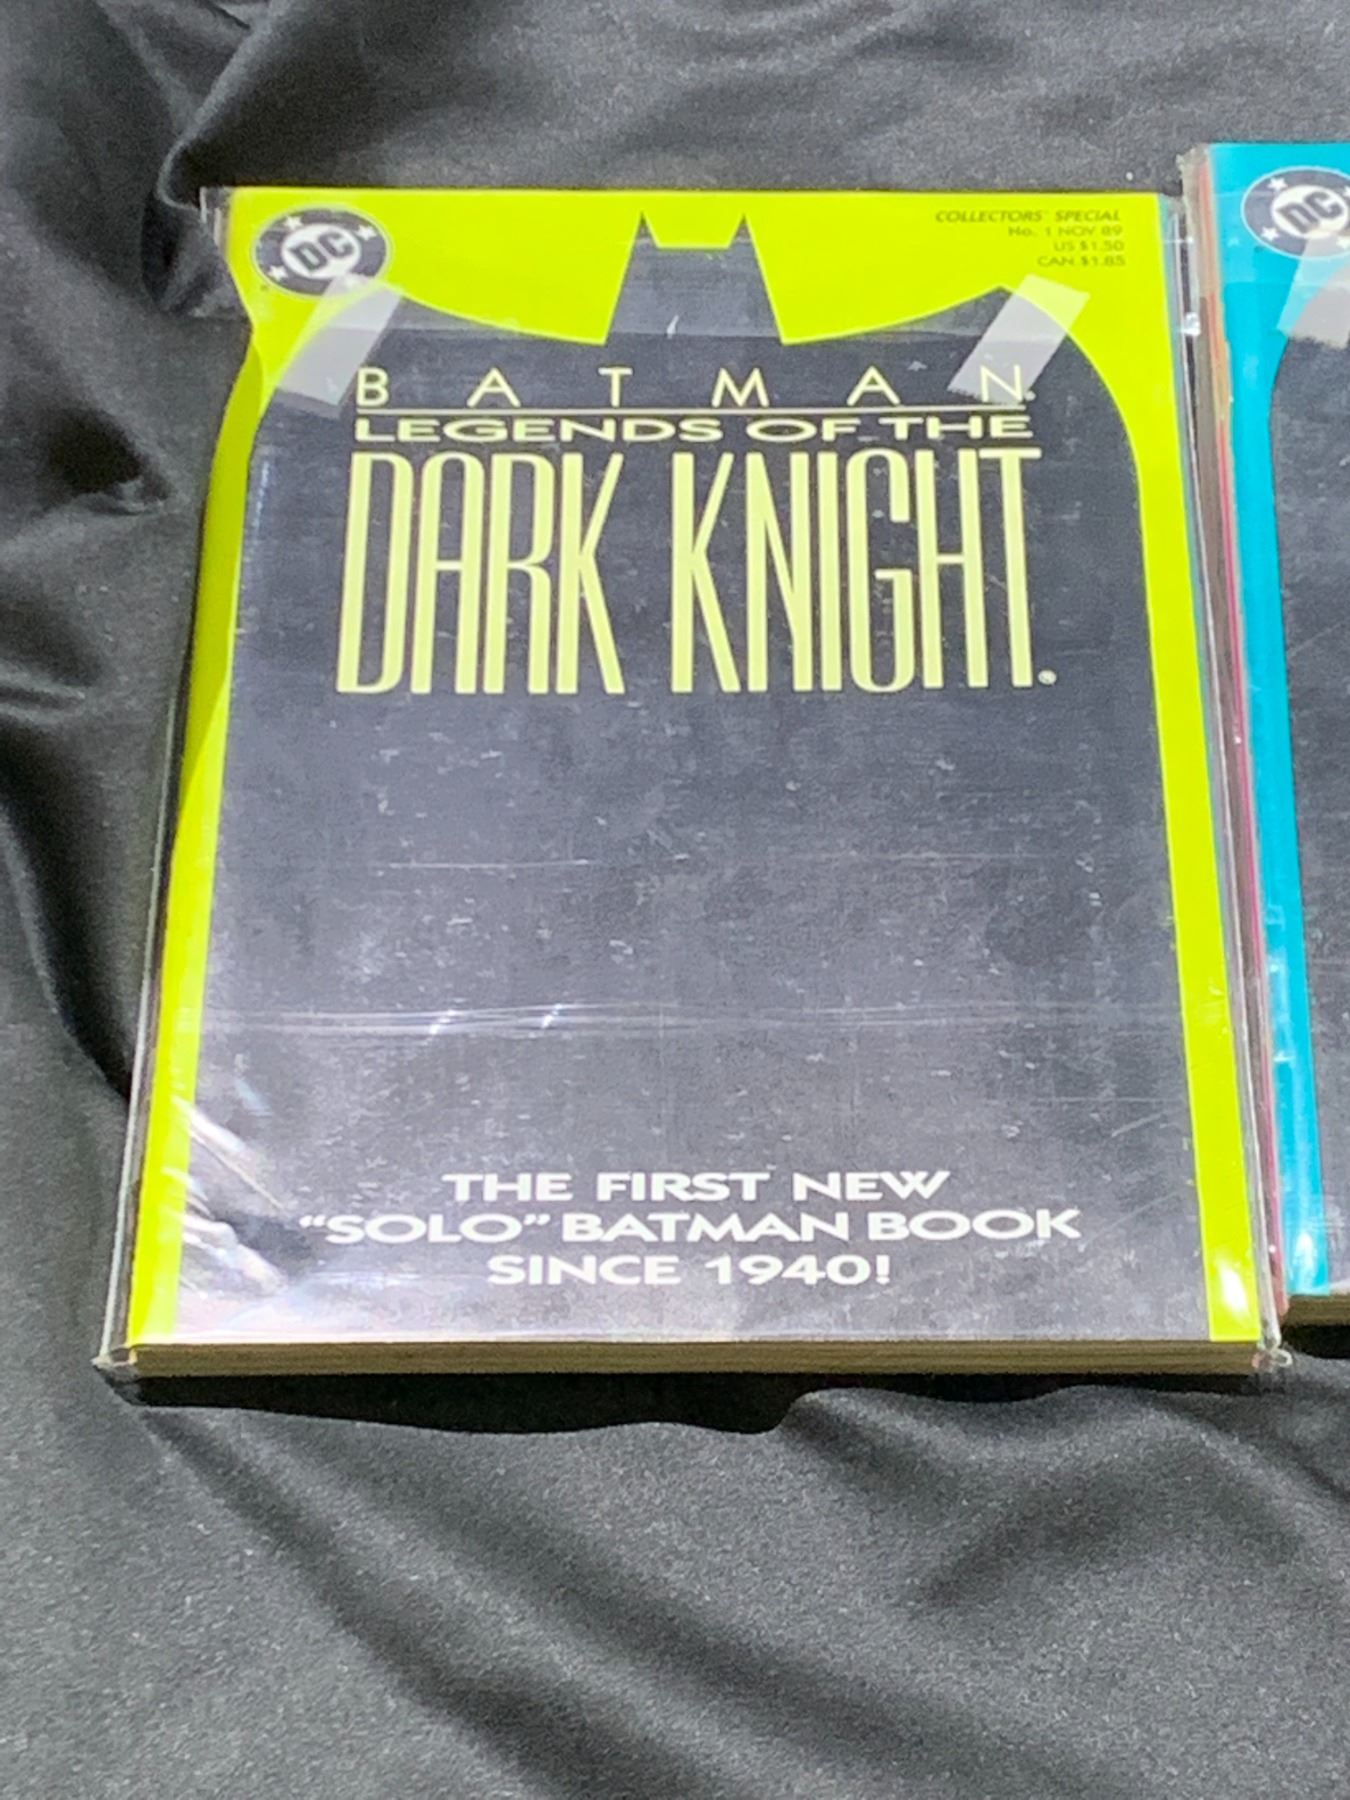 DC
COLLECTORS' SPECIAL
No. 1 NOV 89
US $1.50
CAN $1.85
BATMAN®
LEGENDS OF THE
DARK KNIGHT®
THE FIRST NEW
“SOLO” BATMAN BOOK
SINCE 1940!
DC